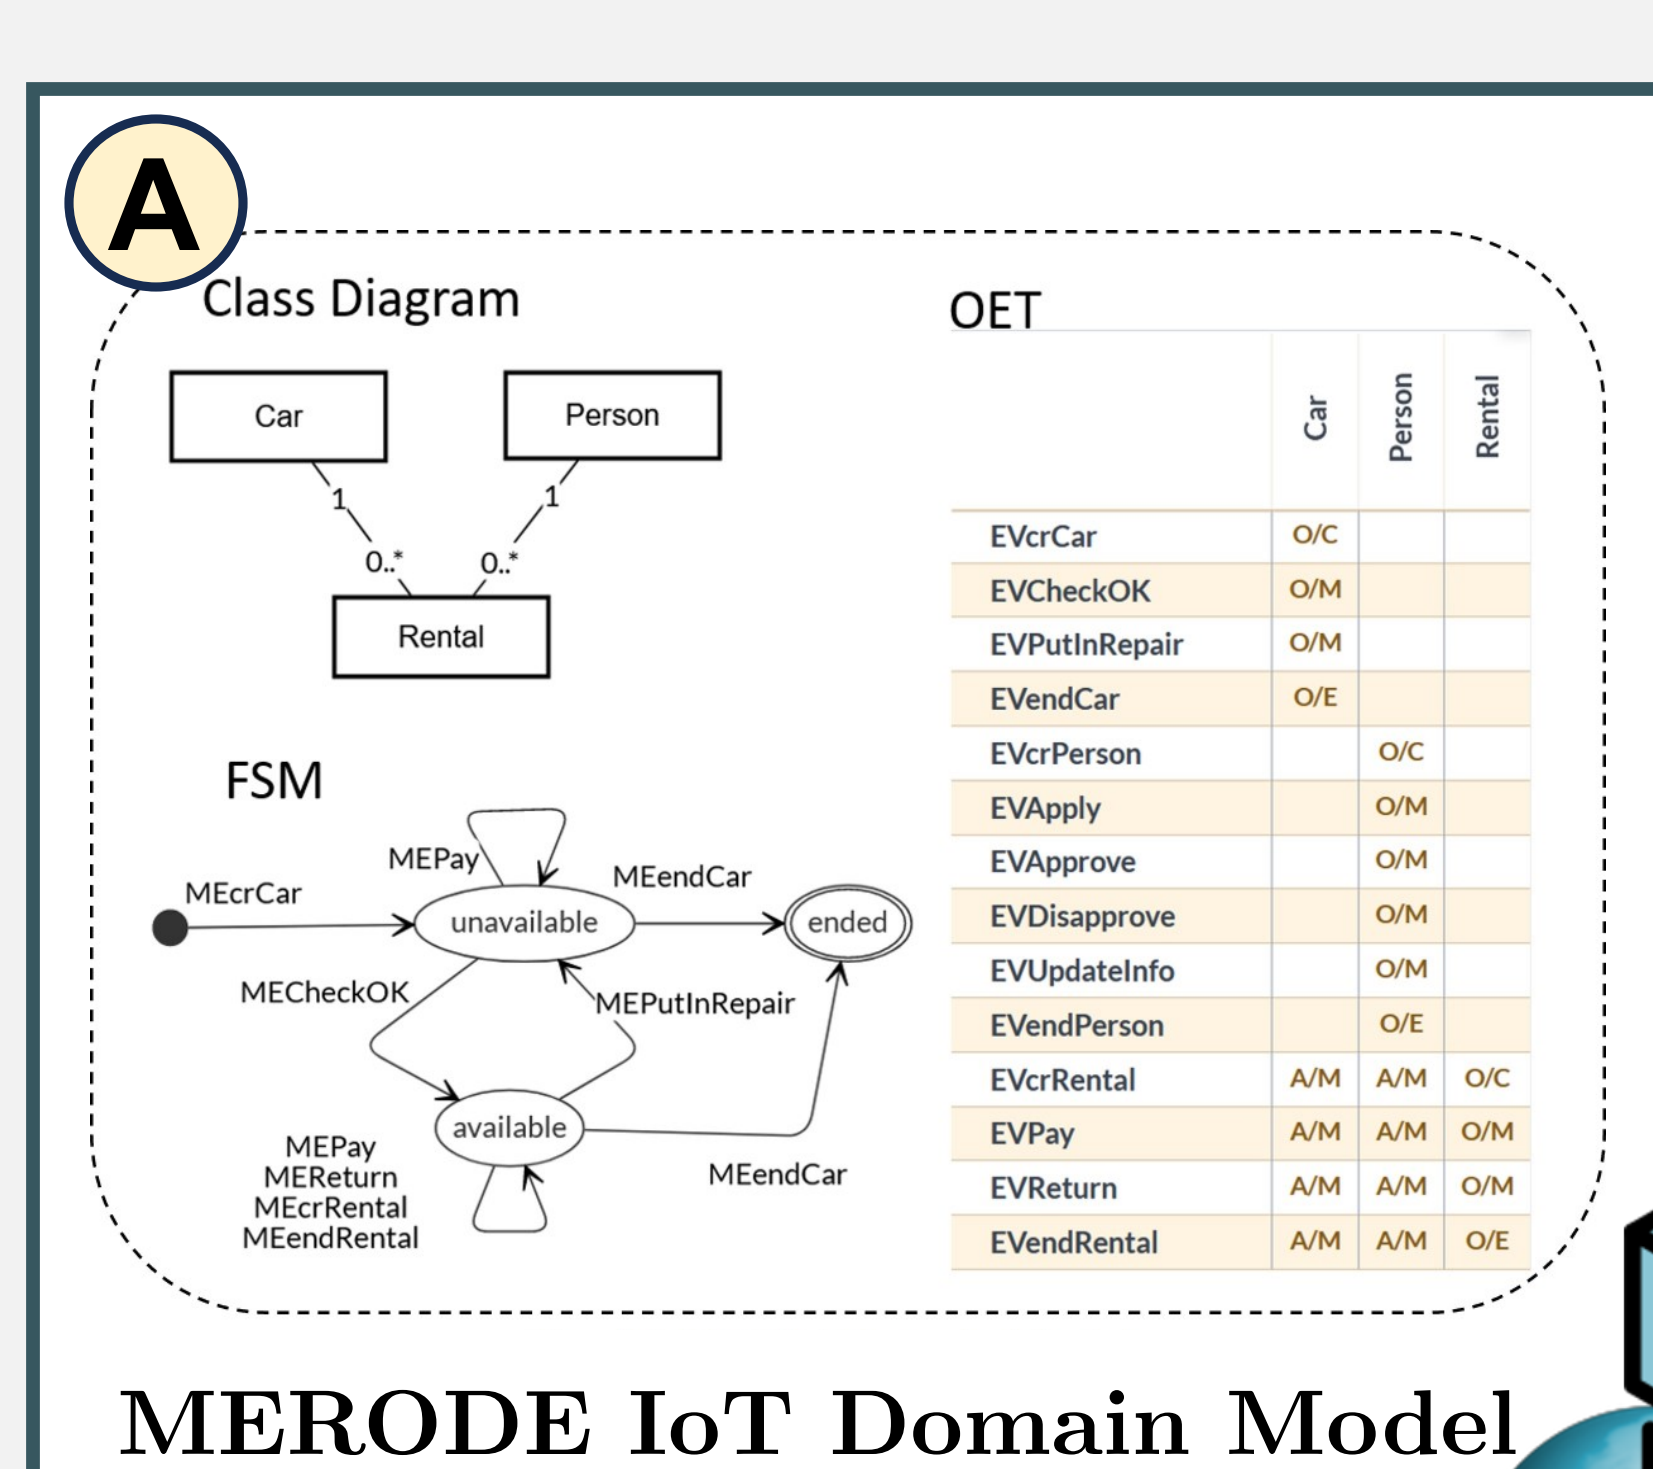 A
Class Diagram
Car
Person
1
1
0..*
0..*
Rental
FSM
MEPay
MEcrCar
MEendCar
unavailable
ended
MECheckOK
MEPutInRepair
available
MEPay
MEReturn
MEcrRental
MEendRental
MEendCar
OET
Car Person Rental
EVcrCar O/C
EVCheckOK O/M
EVPutInRepair O/M
EVendCar O/E
EVcrPerson O/C
EVApply O/M
EVApprove O/M
EVDisapprove O/M
EVUpdateInfo O/M
EVendPerson O/E
EVcrRental A/M A/M O/C
EVPay A/M A/M O/M
EVReturn A/M A/M O/M
EVendRental A/M A/M O/E
MERODE IoT Domain Model